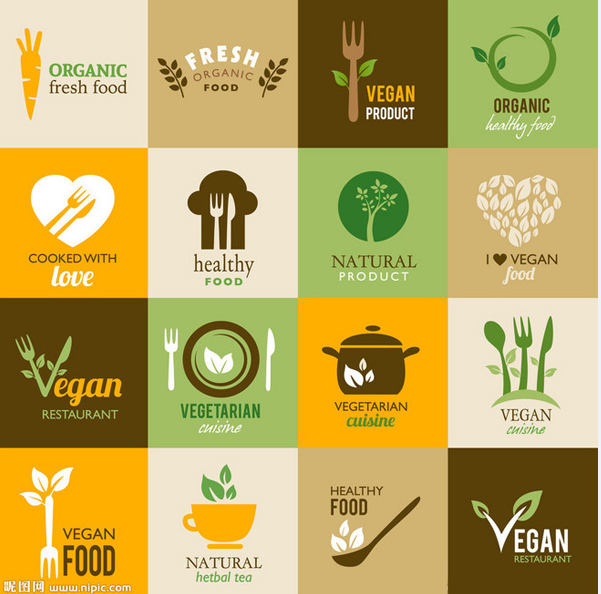 ORGANIC
fresh food
FRESH
ORGANIC
FOOD
VEGAN
PRODUCT
ORGANIC
healthy food
COOKED WITH
love
healthy
FOOD
NATURAL
PRODUCT
I ♥ VEGAN
food
Vegan
RESTAURANT
VEGETARIAN
cuisine
VEGETARIAN
cuisine
VEGAN
cuisine
VEGAN
FOOD
NATURAL
hetbal tea
HEALTHY
FOOD
VEGAN
RESTAURANT
昵图网
www.nipic.com